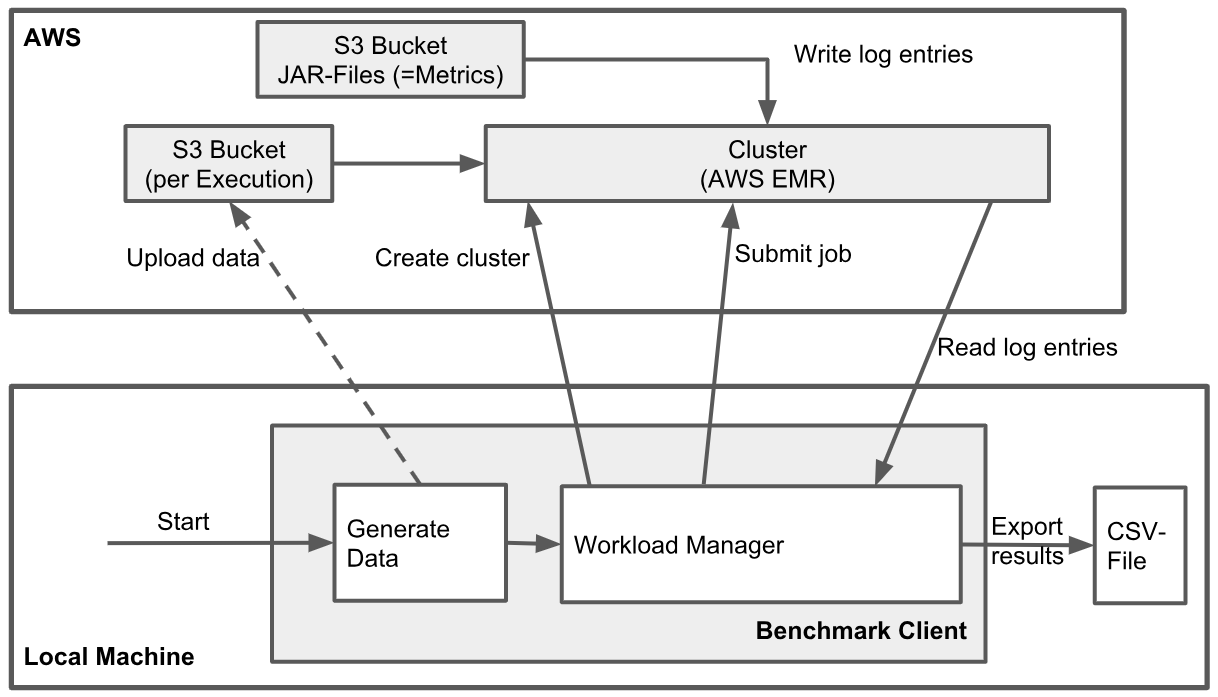 AWS
S3 Bucket
JAR-Files (=Metrics)
Write log entries
S3 Bucket
(per Execution)
Cluster
(AWS EMR)
Upload data
Create cluster
Submit job
Read log entries
Start
Generate
Data
Workload Manager
Export
results
CSV-
File
Benchmark Client
Local Machine